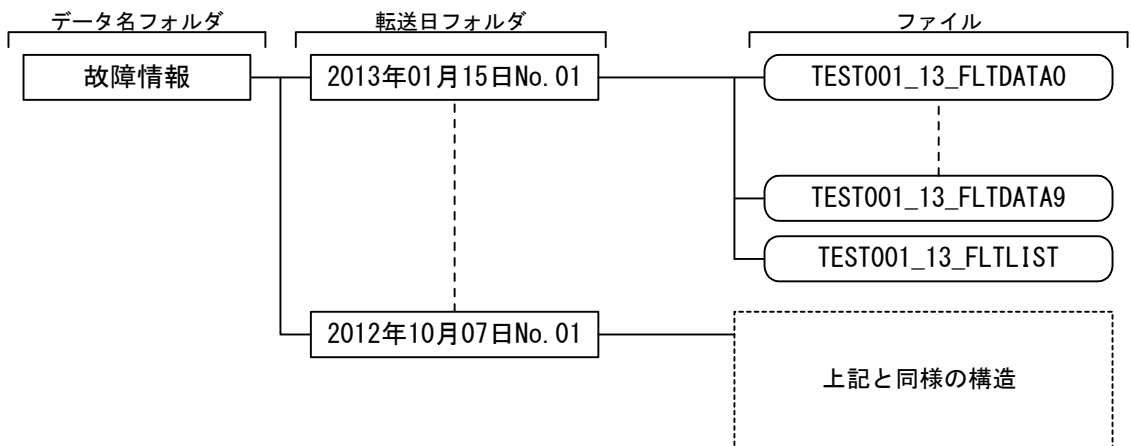 データ名フォルダ
転送日フォルダ
ファイル
故障情報
2013年01月15日No.01
TEST001_13_FLTDATA0
TEST001_13_FLTDATA9
TEST001_13_FLTLIST
2012年10月07日No.01
上記と同様の構造